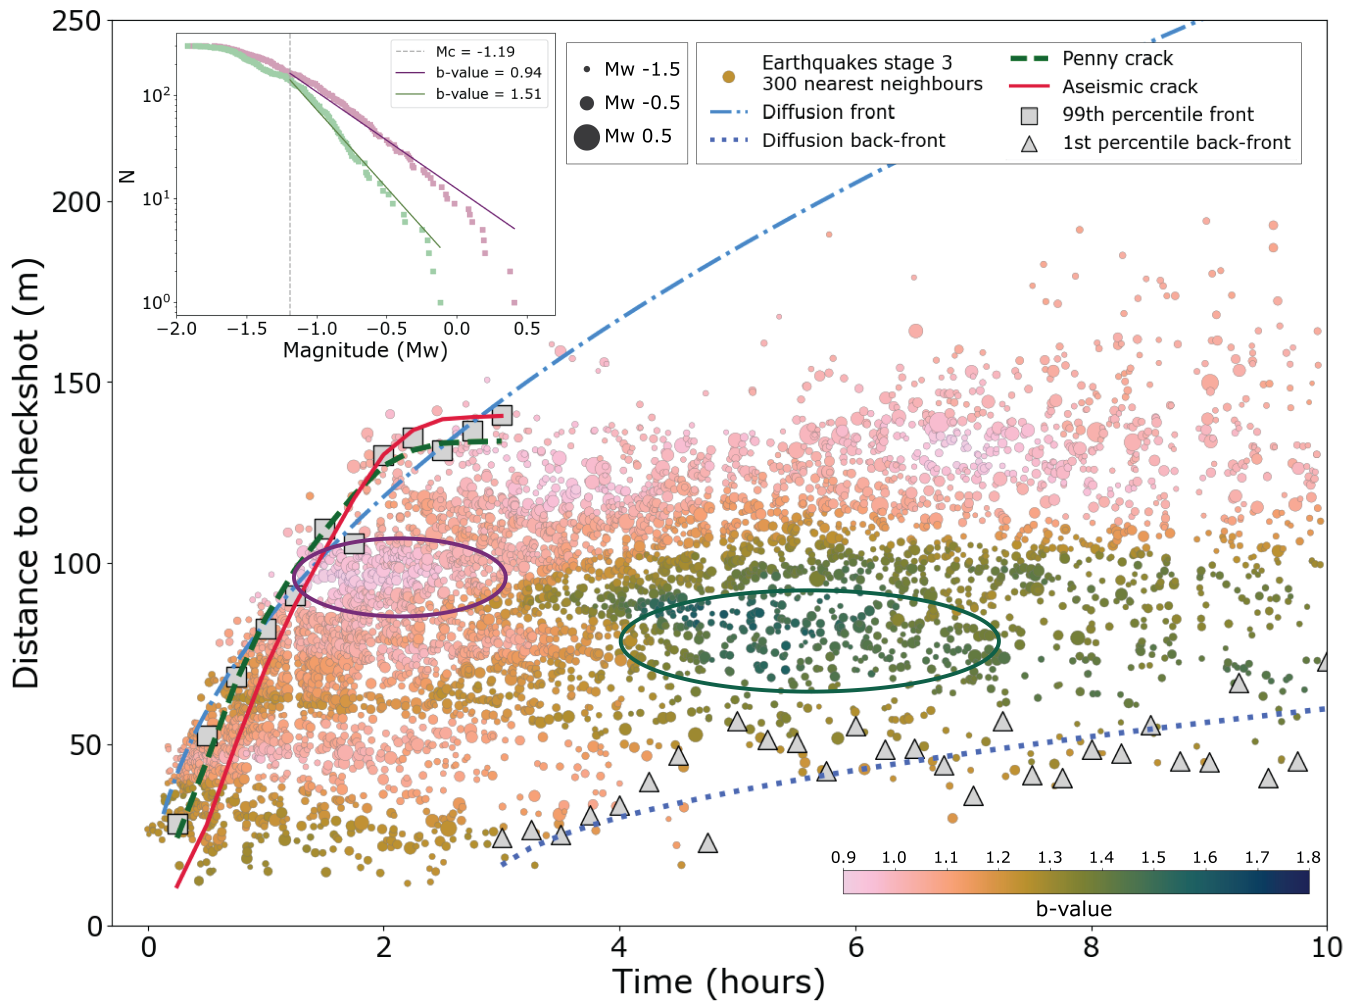 250
200
150
100
50
0
Distance to checkshot (m)
0 2 4 6 8 10
Time (hours)
10²
10¹
10⁰
N
−2.0 −1.5 −1.0 −0.5 0.0 0.5
Magnitude (Mw)
Mc = -1.19
b-value = 0.94
b-value = 1.51
Mw -1.5
Mw -0.5
Mw 0.5
Earthquakes stage 3
300 nearest neighbours
Diffusion front
Diffusion back-front
Penny crack
Aseismic crack
99th percentile front
1st percentile back-front
0.9 1.0 1.1 1.2 1.3 1.4 1.5 1.6 1.7 1.8
b-value